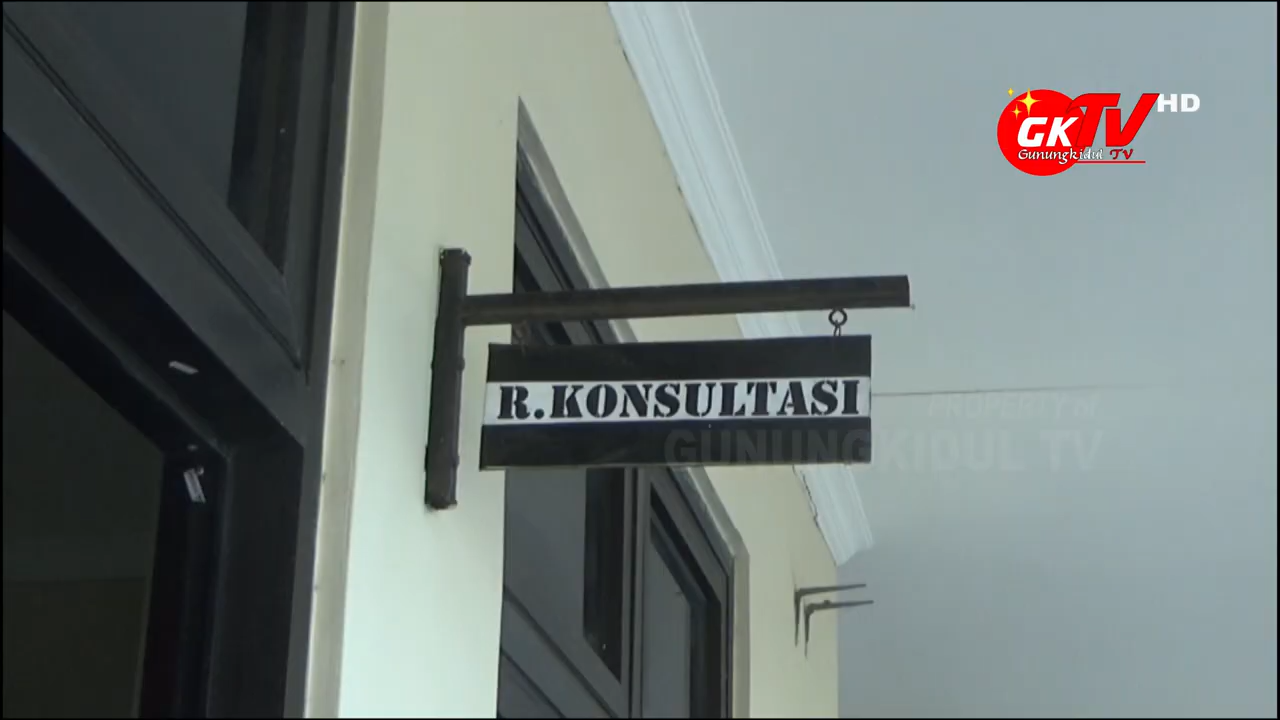 GKTV HD
Gunungkidul TV
R.KONSULTASI
PROPERTY of.
GUNUNGKIDUL TV